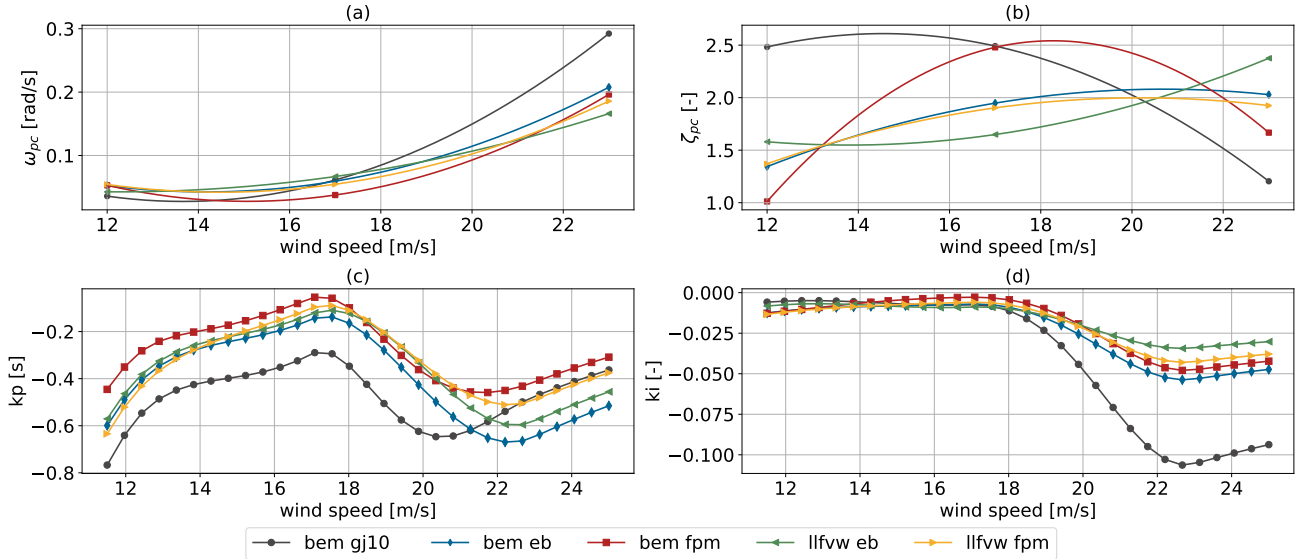 (a)
ω_pc [rad/s]
0.3
0.2
0.1
12 14 16 18 20 22
wind speed [m/s]
(b)
ζ_pc [-]
2.5
2.0
1.5
1.0
12 14 16 18 20 22
wind speed [m/s]
(c)
kp [-]
−0.2
−0.4
−0.6
−0.8
12 14 16 18 20 22 24
wind speed [m/s]
(d)
ki [-]
0.000
−0.025
−0.050
−0.075
−0.100
12 14 16 18 20 22 24
wind speed [m/s]
bem gj10 bem eb bem fpm llfvw eb llfvw fpm